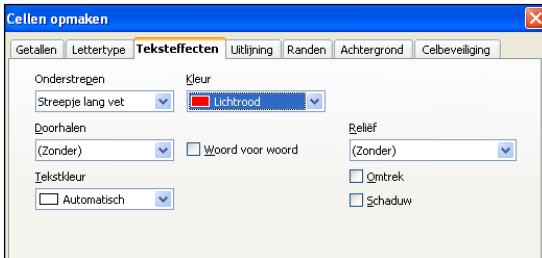 Cellen opmaken
Getallen Lettertype Teksteffecten Uitlijning Randen Achtergrond Celbeveiliging
Onderstrepen Kleur
Streepje lang vet Lichtrood
Doorhalen Reliëf
(Zonder) Woord voor woord (Zonder)
Tekstkleur Omtrek
Automatisch Schaduw